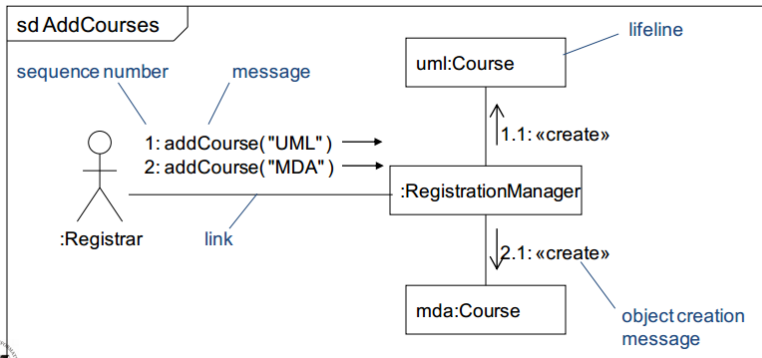 sd AddCourses
lifeline
uml:Course
sequence number
message
1: addCourse("UML")
1.1: «create»
2: addCourse("MDA")
:RegistrationManager
:Registrar
link
2.1: «create»
mda:Course
object creation
message